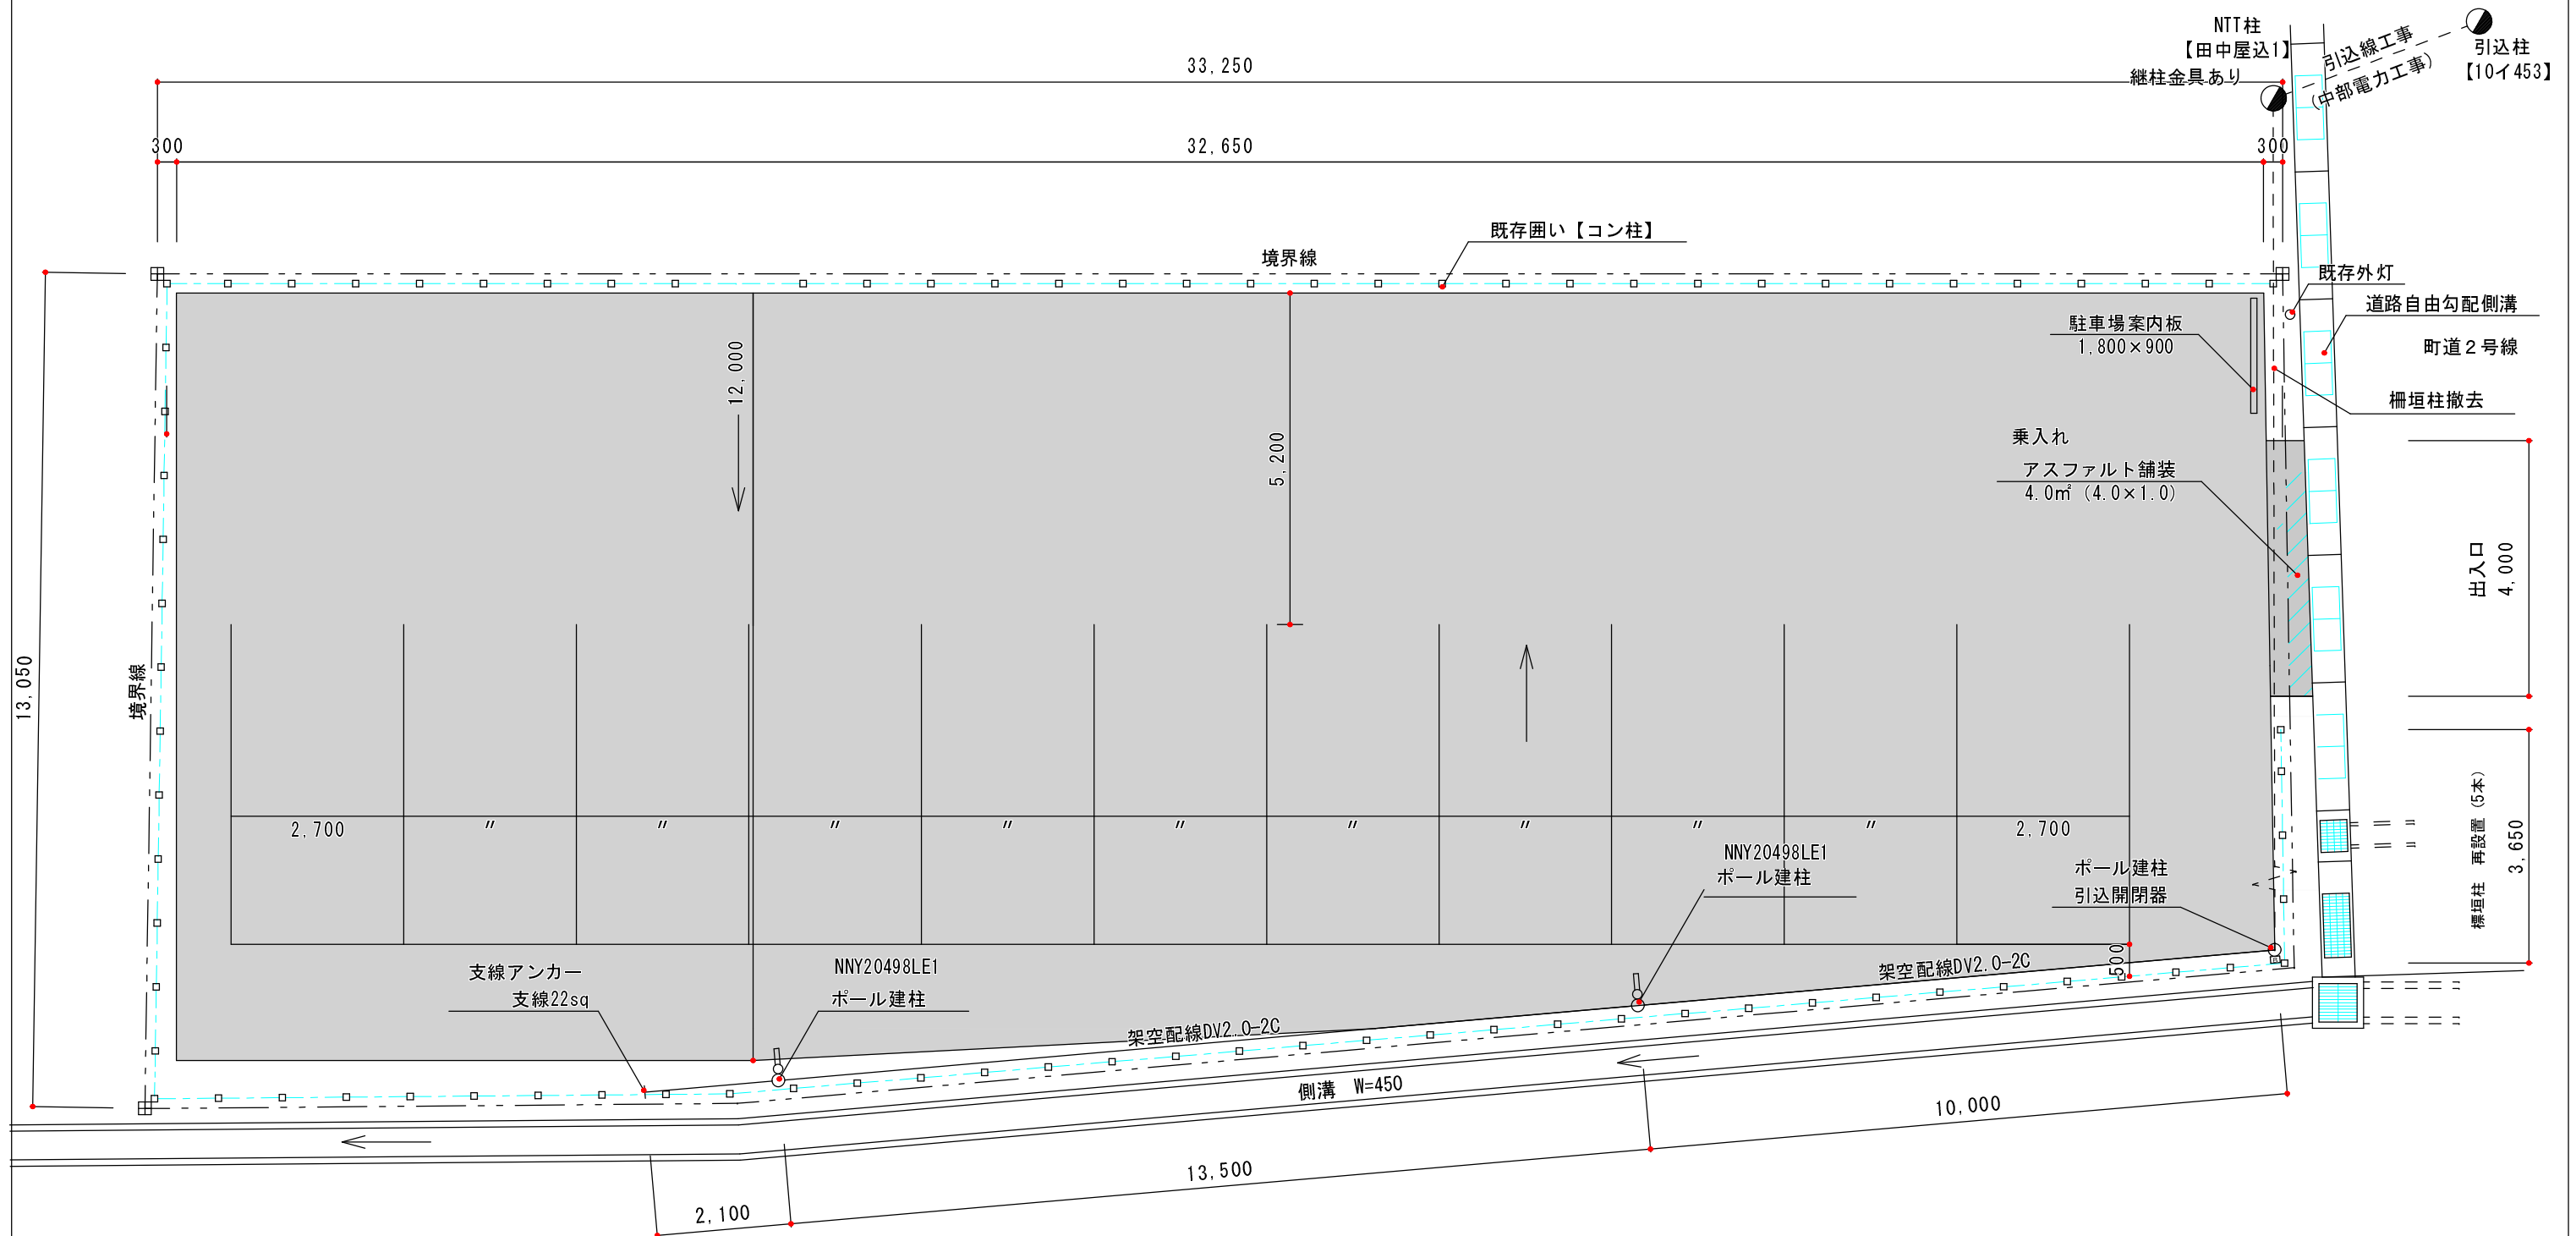 NTT柱
【田中屋込1】
継柱金具あり
引込線工事
(中部電力工事)
引込柱
【10イ453】
33,250
300
32,650
300
既存囲い【コン柱】
境界線
既存外灯
道路自由勾配側溝
町道２号線
駐車場案内板
1,800×900
柵垣柱撤去
12,000
5,200
乗入れ
アスファルト舗装
4.0㎡ (4.0×1.0)
出入口
4,000
13,050
境界線
2,700
〃
〃
〃
〃
〃
〃
〃
〃
〃
2,700
標垣柱　再設置 (5本)
3,650
NNY20498LE1
ポール建柱
ポール建柱
引込開閉器
500
支線アンカー
支線22sq
NNY20498LE1
ポール建柱
架空配線DV2.0-2C
架空配線DV2.0-2C
側溝　W=450
10,000
13,500
2,100